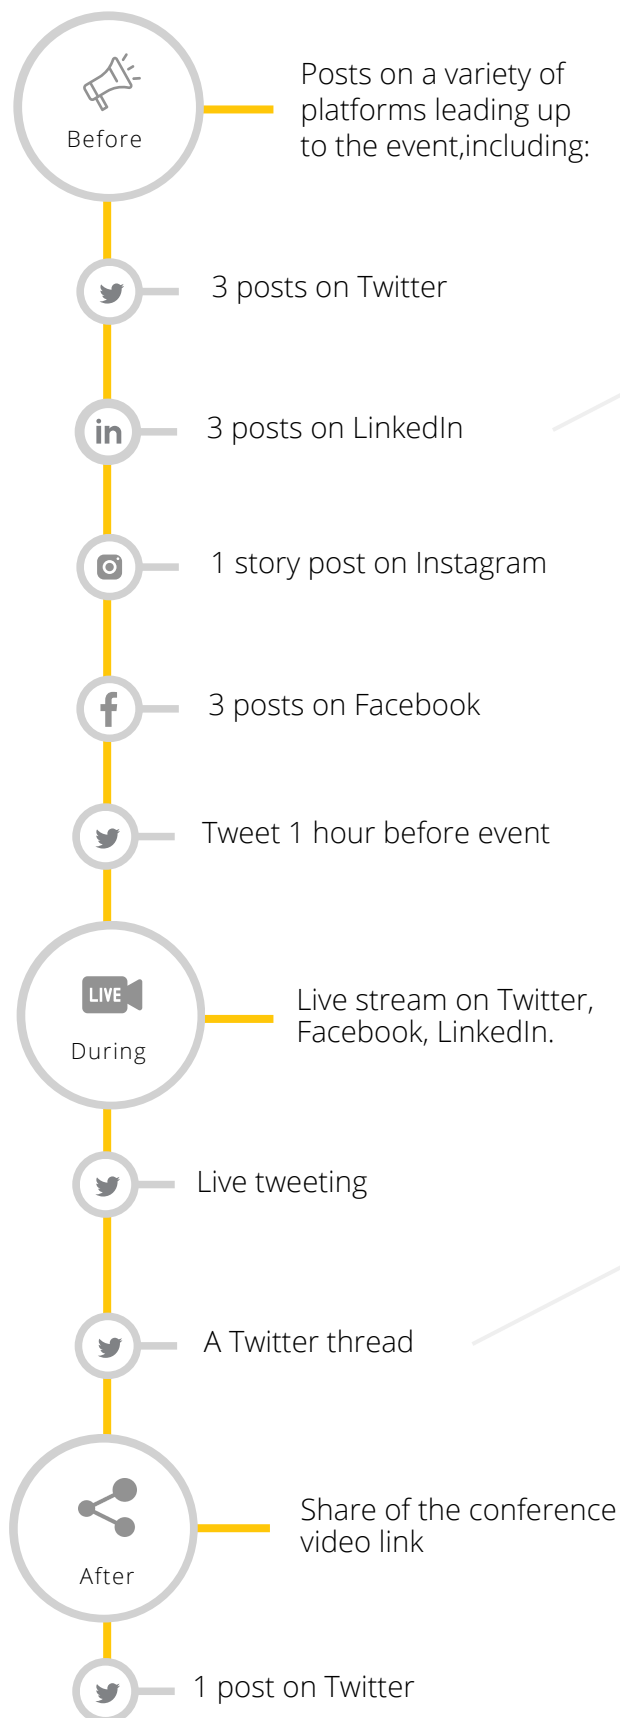 Before
Posts on a variety of
platforms leading up
to the event,including:
3 posts on Twitter
in
3 posts on LinkedIn
1 story post on Instagram
f
3 posts on Facebook
Tweet 1 hour before event
LIVE
During
Live stream on Twitter,
Facebook, LinkedIn.
Live tweeting
A Twitter thread
After
Share of the conference
video link
1 post on Twitter